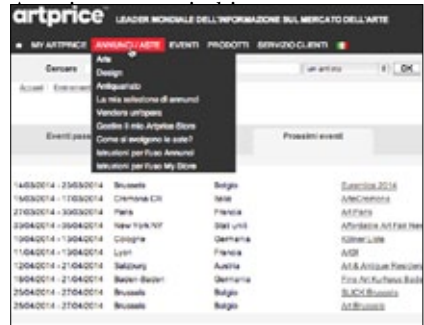 artprice LEADER MONDIALE DELL'INFORMAZIONE SUL MERCATO DELL'ARTE
MY ARTPRICE ANNUNCI / ASTE EVENTI PRODOTTI SERVIZIO CLIENTI
Cercare un artista OK
Arte
Design
Antiquariato
La mia selezione di annunci
Vendere un'opera
Gestire il mio Artprice Store
Come si svolgono le aste?
Istruzioni per l'uso Annunci
Istruzioni per l'uso My Store
Accueil
Eventi Prossimi eventi
14/03/2014 - 23/03/2014 Brussels Belgio Eurantica 2014
15/03/2014 - 17/03/2014 Cremona CR Italia ArteCremona
27/03/2014 - 30/03/2014 Paris Francia Art Paris
03/04/2014 - 06/04/2014 New York NY Stati uniti Affordable Art Fair New
10/04/2014 - 13/04/2014 Cologne Germania Kölner Liste
11/04/2014 - 13/04/2014 Lyon Francia
12/04/2014 - 21/04/2014 Salzburg Austria Art & Antique Residenz
18/04/2014 - 21/04/2014 Baden-Baden Germania Fine Art Kurhaus Baden
25/04/2014 - 27/04/2014 Brussels Belgio SLICK Brussels
25/04/2014 - 27/04/2014 Brussels Belgio Art Brussels